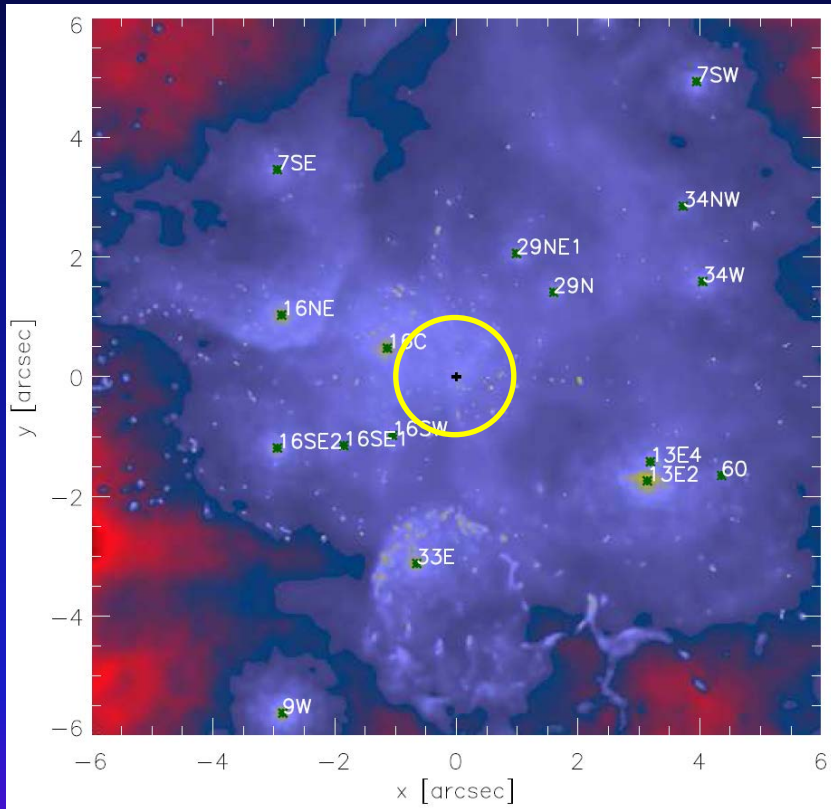 6
7SW
4
7SE
34NW
29NE1
2
34W
29N
16NE
16C
0
y [arcsec]
16SW
16SE1
16SE2
13E4
60
13E2
−2
33E
−4
9W
−6
−6 −4 −2 0 2 4 6
x [arcsec]